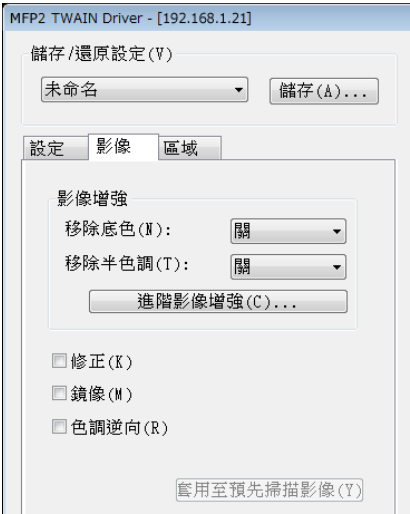 MFP2 TWAIN Driver - [192.168.1.21]
儲存/還原設定(V)
未命名 儲存(A)...
設定 影像 區域
影像增強
移除底色(N): 關
移除半色調(T): 關
進階影像增強(C)...
修正(K)
鏡像(M)
色調逆向(R)
套用至預先掃描影像(Y)